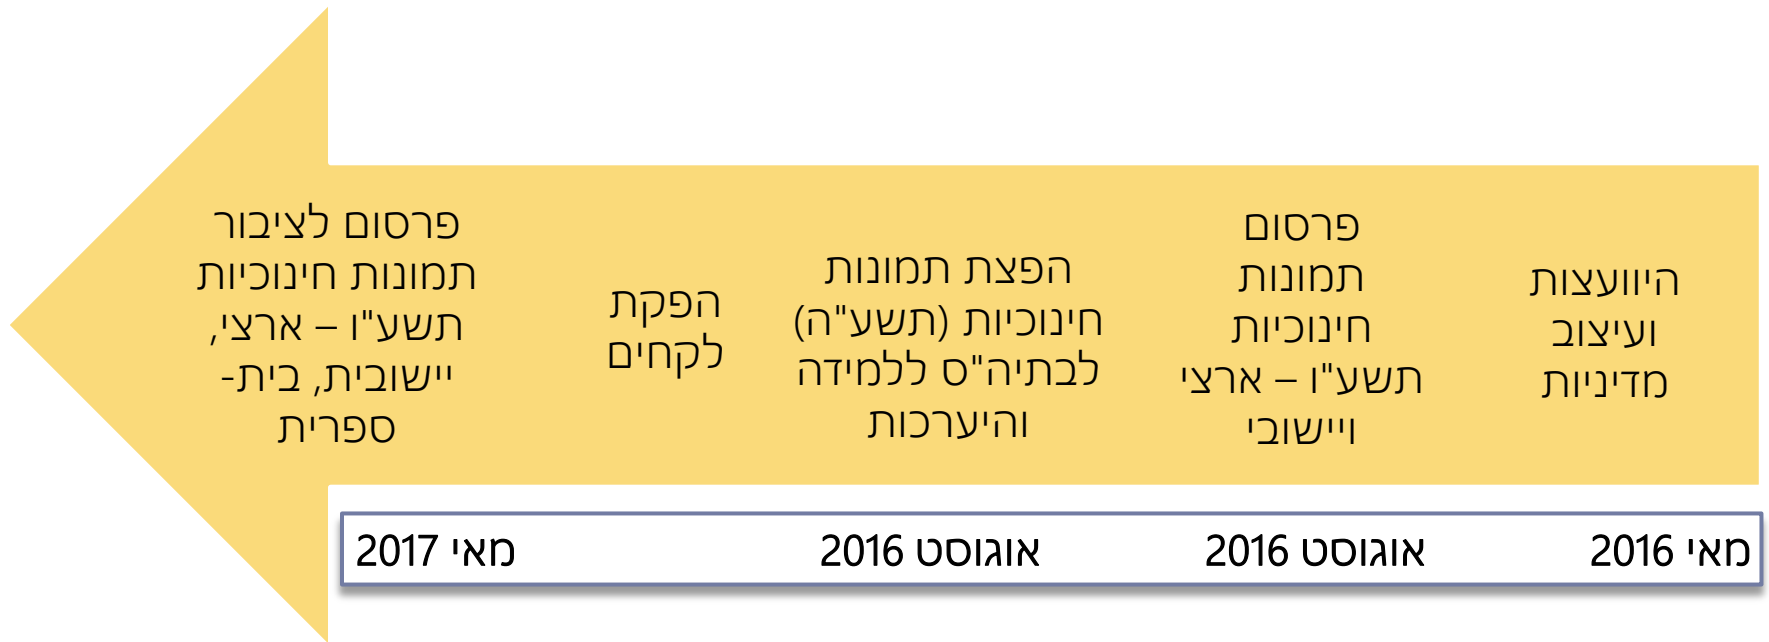 היוועצות
ועיצוב
מדיניות
פרסום
תמונות
חינוכיות
תשע"ו – ארצי
ויישובי
הפצת תמונות
חינוכיות (תשע"ה)
לבתיה"ס ללמידה
והיערכות
הפקת
לקחים
פרסום לציבור
תמונות חינוכיות
תשע"ו – ארצי,
יישובית, בית-
ספרית
מאי 2016
אוגוסט 2016
אוגוסט 2016
מאי 2017